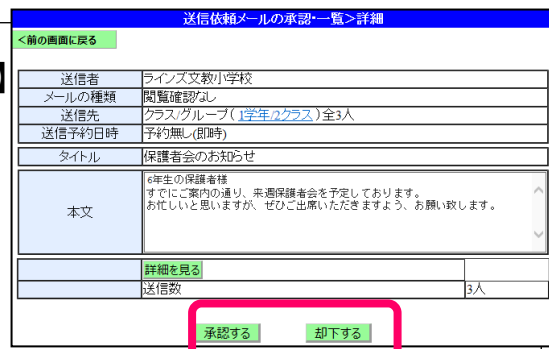 送信依頼メールの承認・一覧>詳細
<前の画面に戻る
送信者 ラインズ文教小学校
メールの種類 閲覧確認なし
送信先 クラス/グループ( 1学年/2クラス ) 全3人
送信予約日時 予約無し(即時)
タイトル 保護者会のお知らせ
本文
6年生の保護者様
すでにご案内の通り、来週保護者会を予定しております。
お忙しいと思いますが、ぜひご出席いただきますよう、お願い致します。
詳細を見る
送信数 3人
承認する 却下する